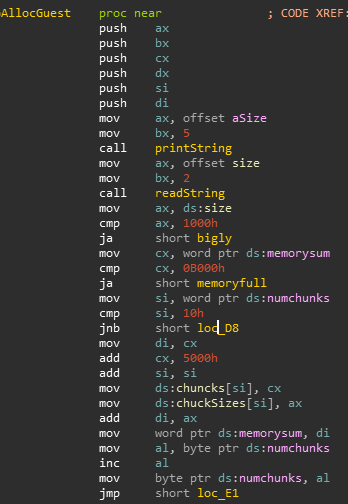 AllocGuest proc near ; CODE XREF:
push ax
push bx
push cx
push dx
push si
push di
mov ax, offset aSize
mov bx, 5
call printString
mov ax, offset size
mov bx, 2
call readString
mov ax, ds:size
cmp ax, 1000h
ja short bigly
mov cx, word ptr ds:memorysum
cmp cx, 0B000h
ja short memoryfull
mov si, word ptr ds:numchunks
cmp si, 10h
jnb short loc_D8
mov di, cx
add cx, 5000h
add si, si
mov ds:chuncks[si], cx
mov ds:chuckSizes[si], ax
add di, ax
mov word ptr ds:memorysum, di
mov al, byte ptr ds:numchunks
inc al
mov byte ptr ds:numchunks, al
jmp short loc_E1